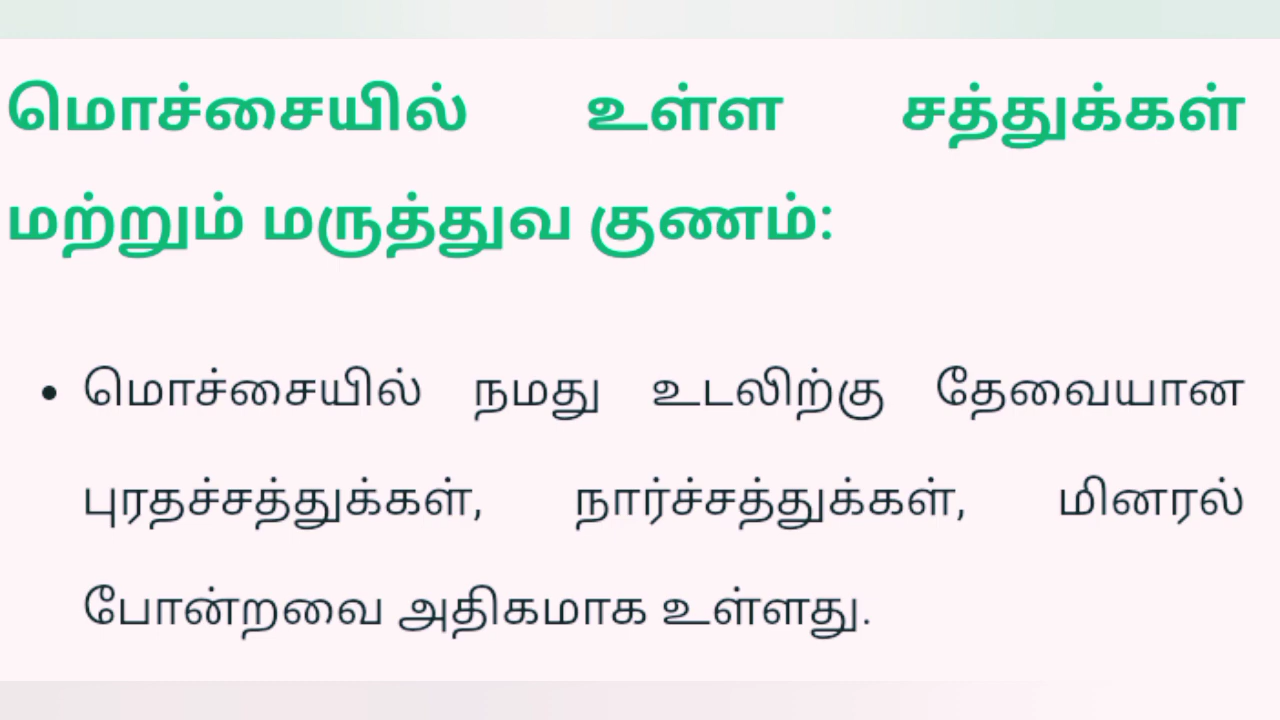 மொச்சையில் உள்ள சத்துக்கள்
மற்றும் மருத்துவ குணம்:
• மொச்சையில் நமது உடலிற்கு தேவையான
புரதச்சத்துக்கள், நார்ச்சத்துக்கள், மினரல்
போன்றவை அதிகமாக உள்ளது.